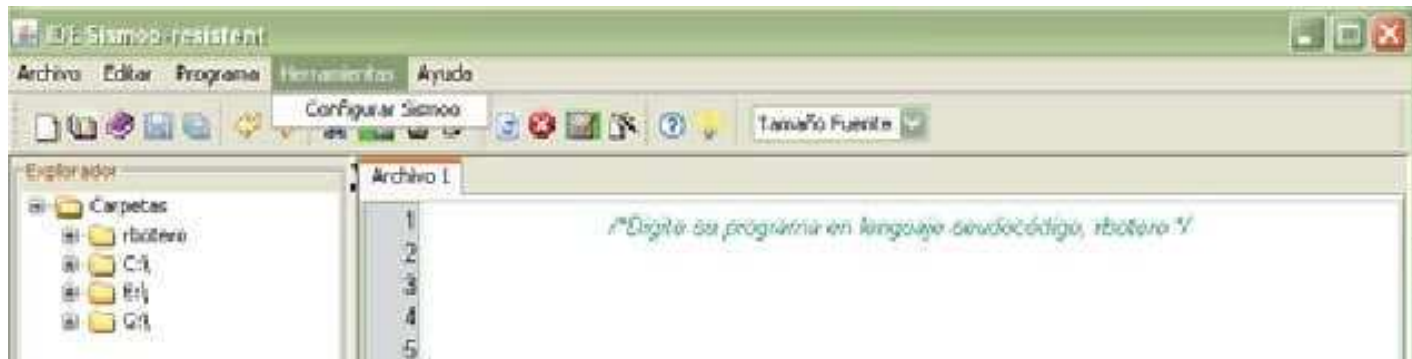 IDE Sismoo-resistent
Archivo Editar Programa Herramientas Ayuda
Configurar Sismoo
Tamaño Fuente
Explorador
Archivo 1
Carpetas
rbotero
C:\
E:\
G:\
1
/*Digite su programa en lenguaje seudocódigo, rbotero */
2
3
4
5